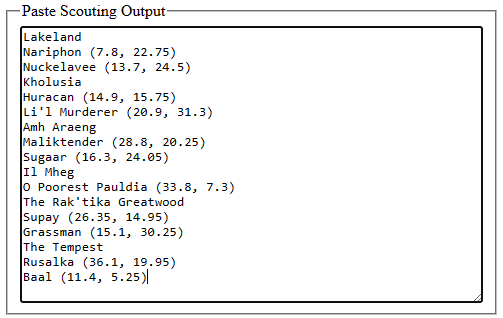 Paste Scouting Output
Lakeland
Nariphon (7.8, 22.75)
Nuckelavee (13.7, 24.5)
Kholusia
Huracan (14.9, 15.75)
Li'l Murderer (20.9, 31.3)
Amh Araeng
Maliktender (28.8, 20.25)
Sugaar (16.3, 24.05)
Il Mheg
O Poorest Pauldia (33.8, 7.3)
The Rak'tika Greatwood
Supay (26.35, 14.95)
Grassman (15.1, 30.25)
The Tempest
Rusalka (36.1, 19.95)
Baal (11.4, 5.25)